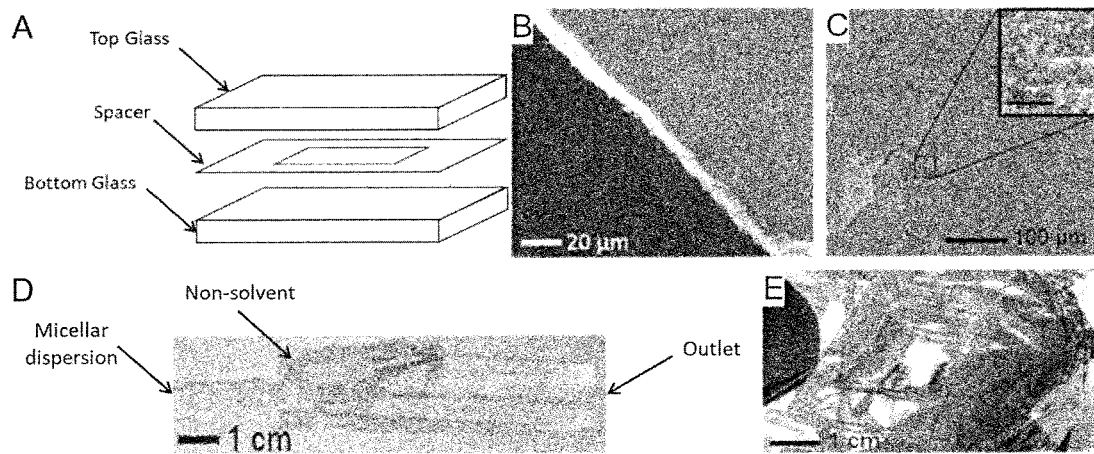 A
Top Glass
Spacer
Bottom Glass
B
20 µm
C
100 µm
D
Non-solvent
Micellar
dispersion
Outlet
1 cm
E
1 cm